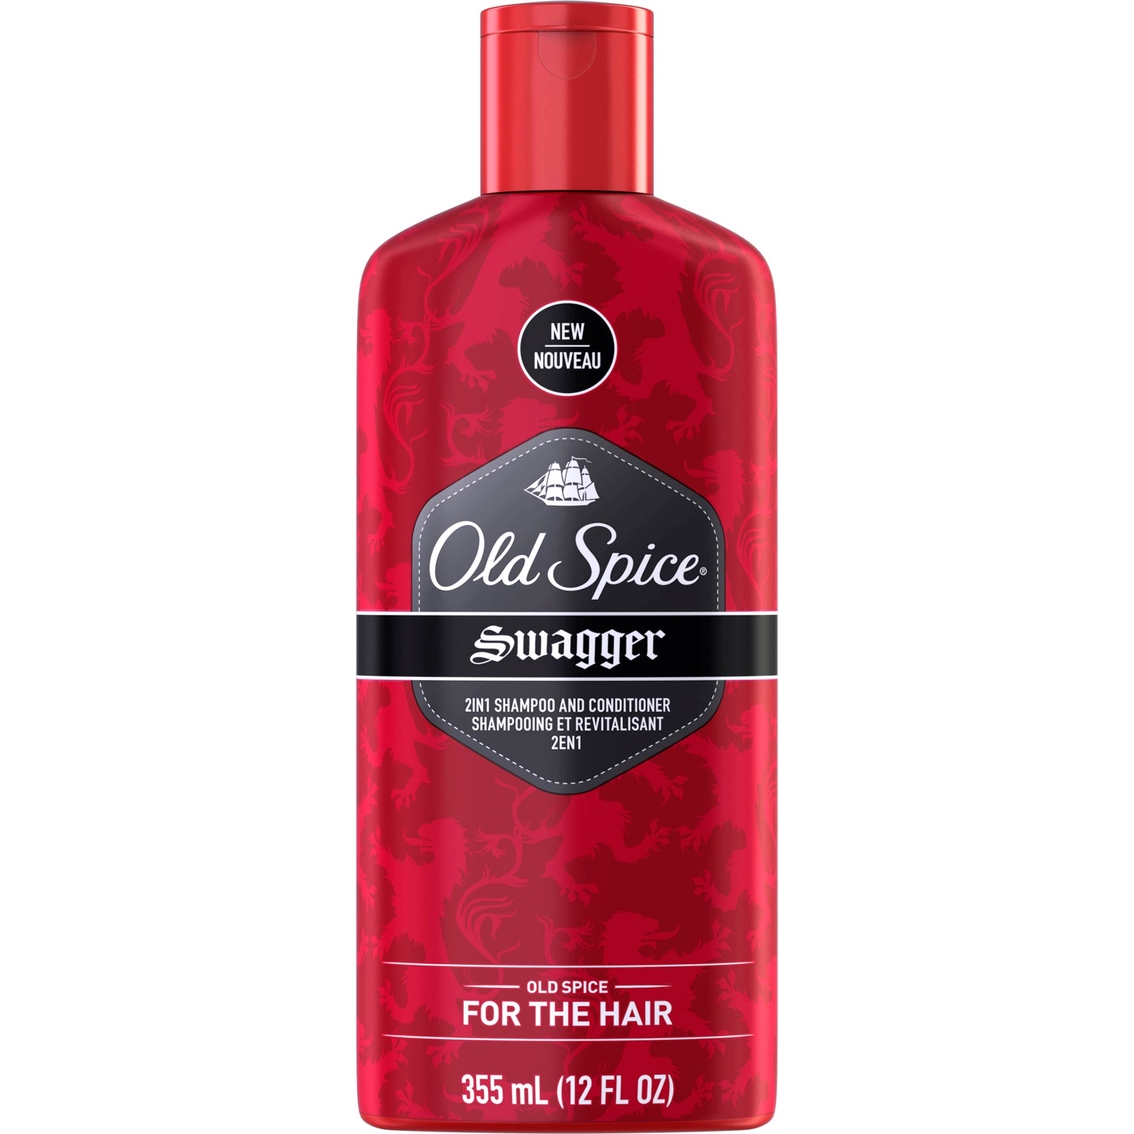 NEW
NOUVEAU
Old Spice®
Swagger
2IN1 SHAMPOO AND CONDITIONER
SHAMPOOING ET REVITALISANT
2EN1
OLD SPICE
FOR THE HAIR
355 mL (12 FL OZ)